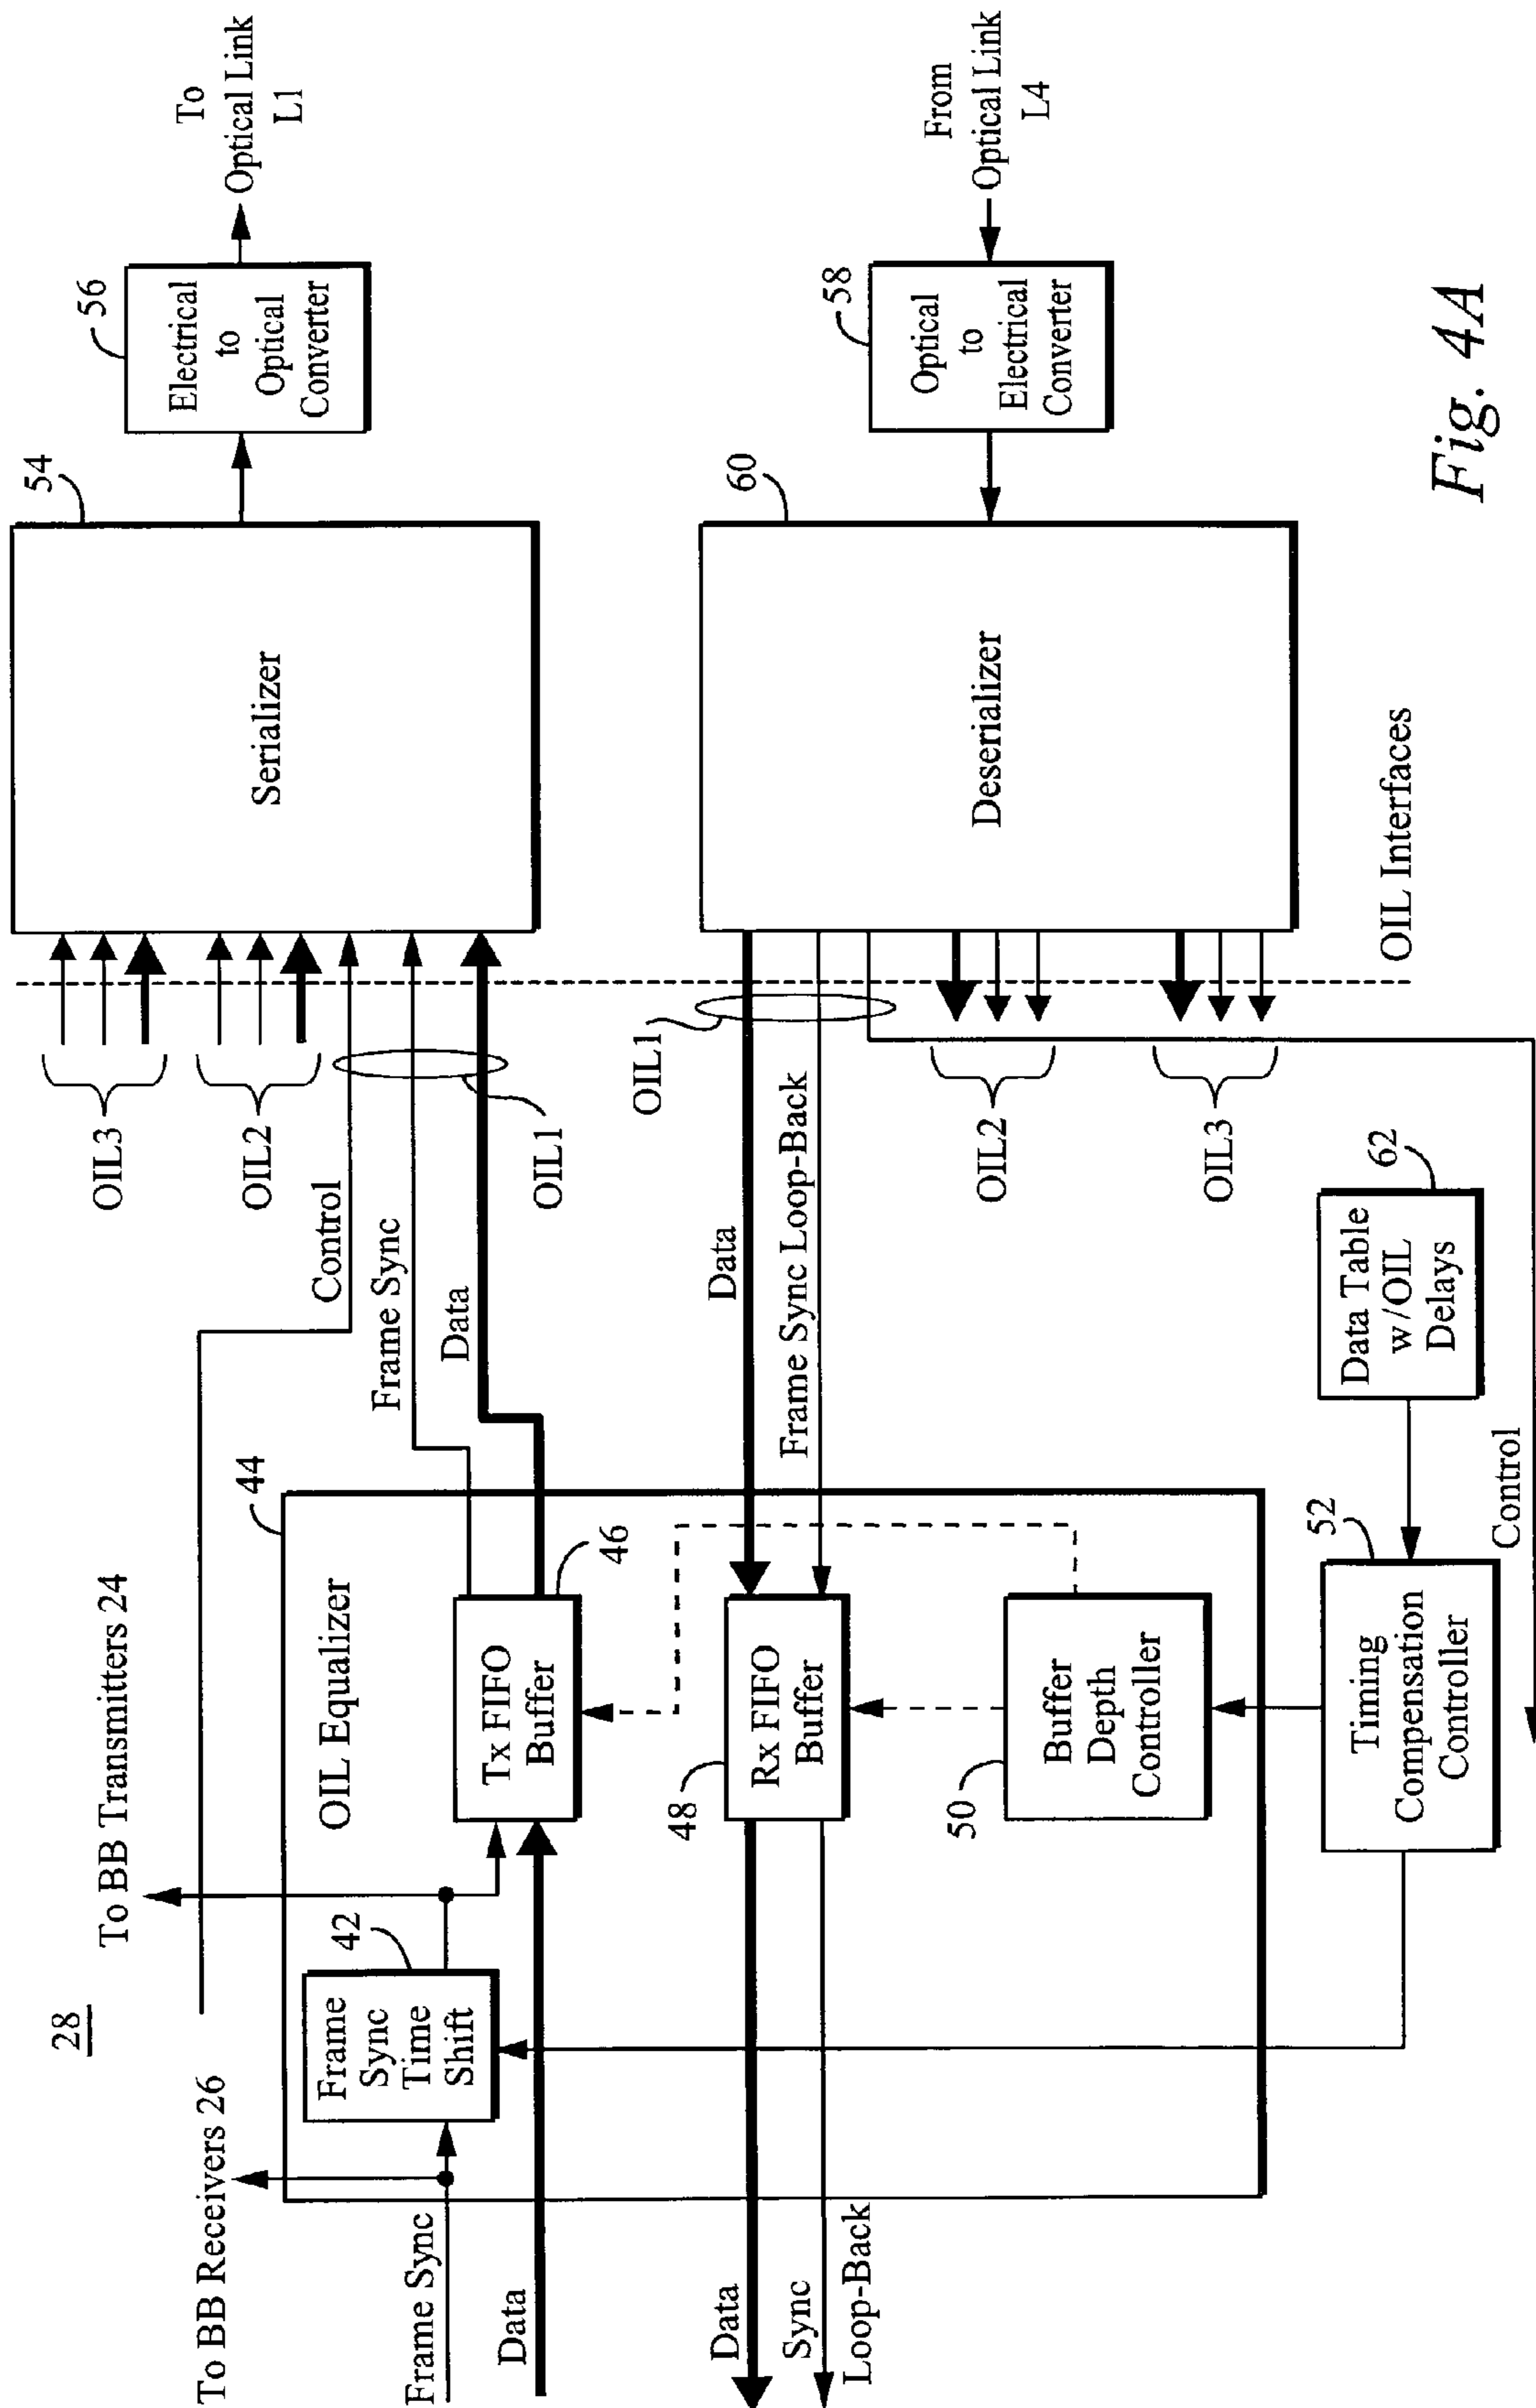 28
To BB Receivers 26
To BB Transmitters 24
44
OIL Equalizer
Frame Sync
Data
Frame
Sync
Time
Shift
42
Tx FIFO
Buffer
46
Data
Sync
Loop-Back
48
Rx FIFO
Buffer
50
Buffer
Depth
Controller
52
Timing
Compensation
Controller
Control
62
Data Table
w/OIL
Delays
Control
Frame Sync
Data
Data
Frame Sync Loop-Back
OIL3
OIL2
OIL1
OIL1
OIL2
OIL3
OIL Interfaces
54
Serializer
60
Deserializer
56
Electrical
to
Optical
Converter
58
Optical
to
Electrical
Converter
To
Optical Link
L1
From
Optical Link
L4
Fig. 4A